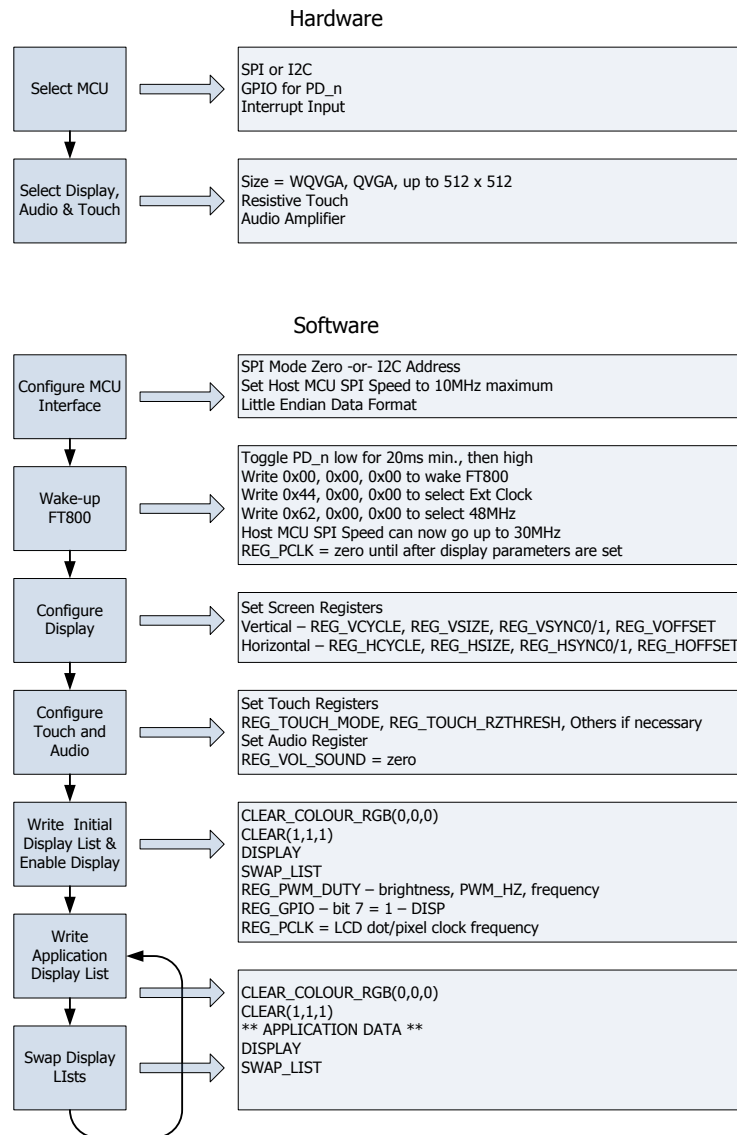 Hardware
Select MCU
SPI or I2C
GPIO for PD_n
Interrupt Input
Select Display,
Audio & Touch
Size = WQVGA, QVGA, up to 512 x 512
Resistive Touch
Audio Amplifier
Software
Configure MCU
Interface
SPI Mode Zero -or- I2C Address
Set Host MCU SPI Speed to 10MHz maximum
Little Endian Data Format
Wake-up
FT800
Toggle PD_n low for 20ms min., then high
Write 0x00, 0x00, 0x00 to wake FT800
Write 0x44, 0x00, 0x00 to select Ext Clock
Write 0x62, 0x00, 0x00 to select 48MHz
Host MCU SPI Speed can now go up to 30MHz
REG_PCLK = zero until after display parameters are set
Configure
Display
Set Screen Registers
Vertical – REG_VCYCLE, REG_VSIZE, REG_VSYNC0/1, REG_VOFFSET
Horizontal – REG_HCYCLE, REG_HSIZE, REG_HSYNC0/1, REG_HOFFSET
Configure
Touch and
Audio
Set Touch Registers
REG_TOUCH_MODE, REG_TOUCH_RZTHRESH, Others if necessary
Set Audio Register
REG_VOL_SOUND = zero
Write Initial
Display List &
Enable Display
CLEAR_COLOUR_RGB(0,0,0)
CLEAR(1,1,1)
DISPLAY
SWAP_LIST
REG_PWM_DUTY – brightness, PWM_HZ, frequency
REG_GPIO – bit 7 = 1 – DISP
REG_PCLK = LCD dot/pixel clock frequency
Write
Application
Display List
CLEAR_COLOUR_RGB(0,0,0)
CLEAR(1,1,1)
** APPLICATION DATA **
DISPLAY
SWAP_LIST
Swap Display
LIsts